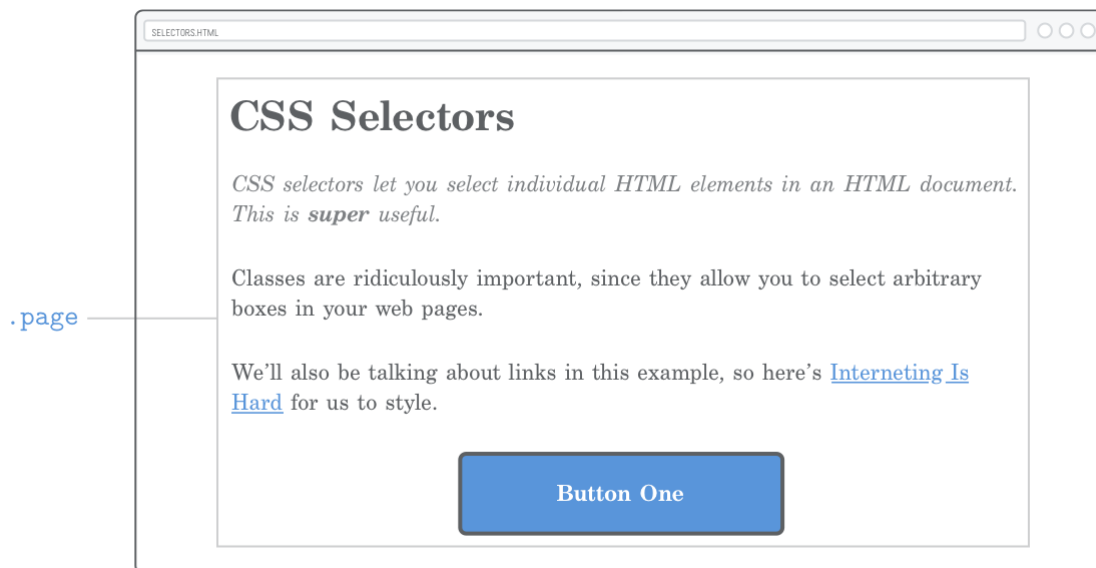 SELECTORS.HTML
CSS Selectors
CSS selectors let you select individual HTML elements in an HTML document.
This is super useful.
Classes are ridiculously important, since they allow you to select arbitrary
boxes in your web pages.
.page
We’ll also be talking about links in this example, so here’s Interneting Is
Hard for us to style.
Button One